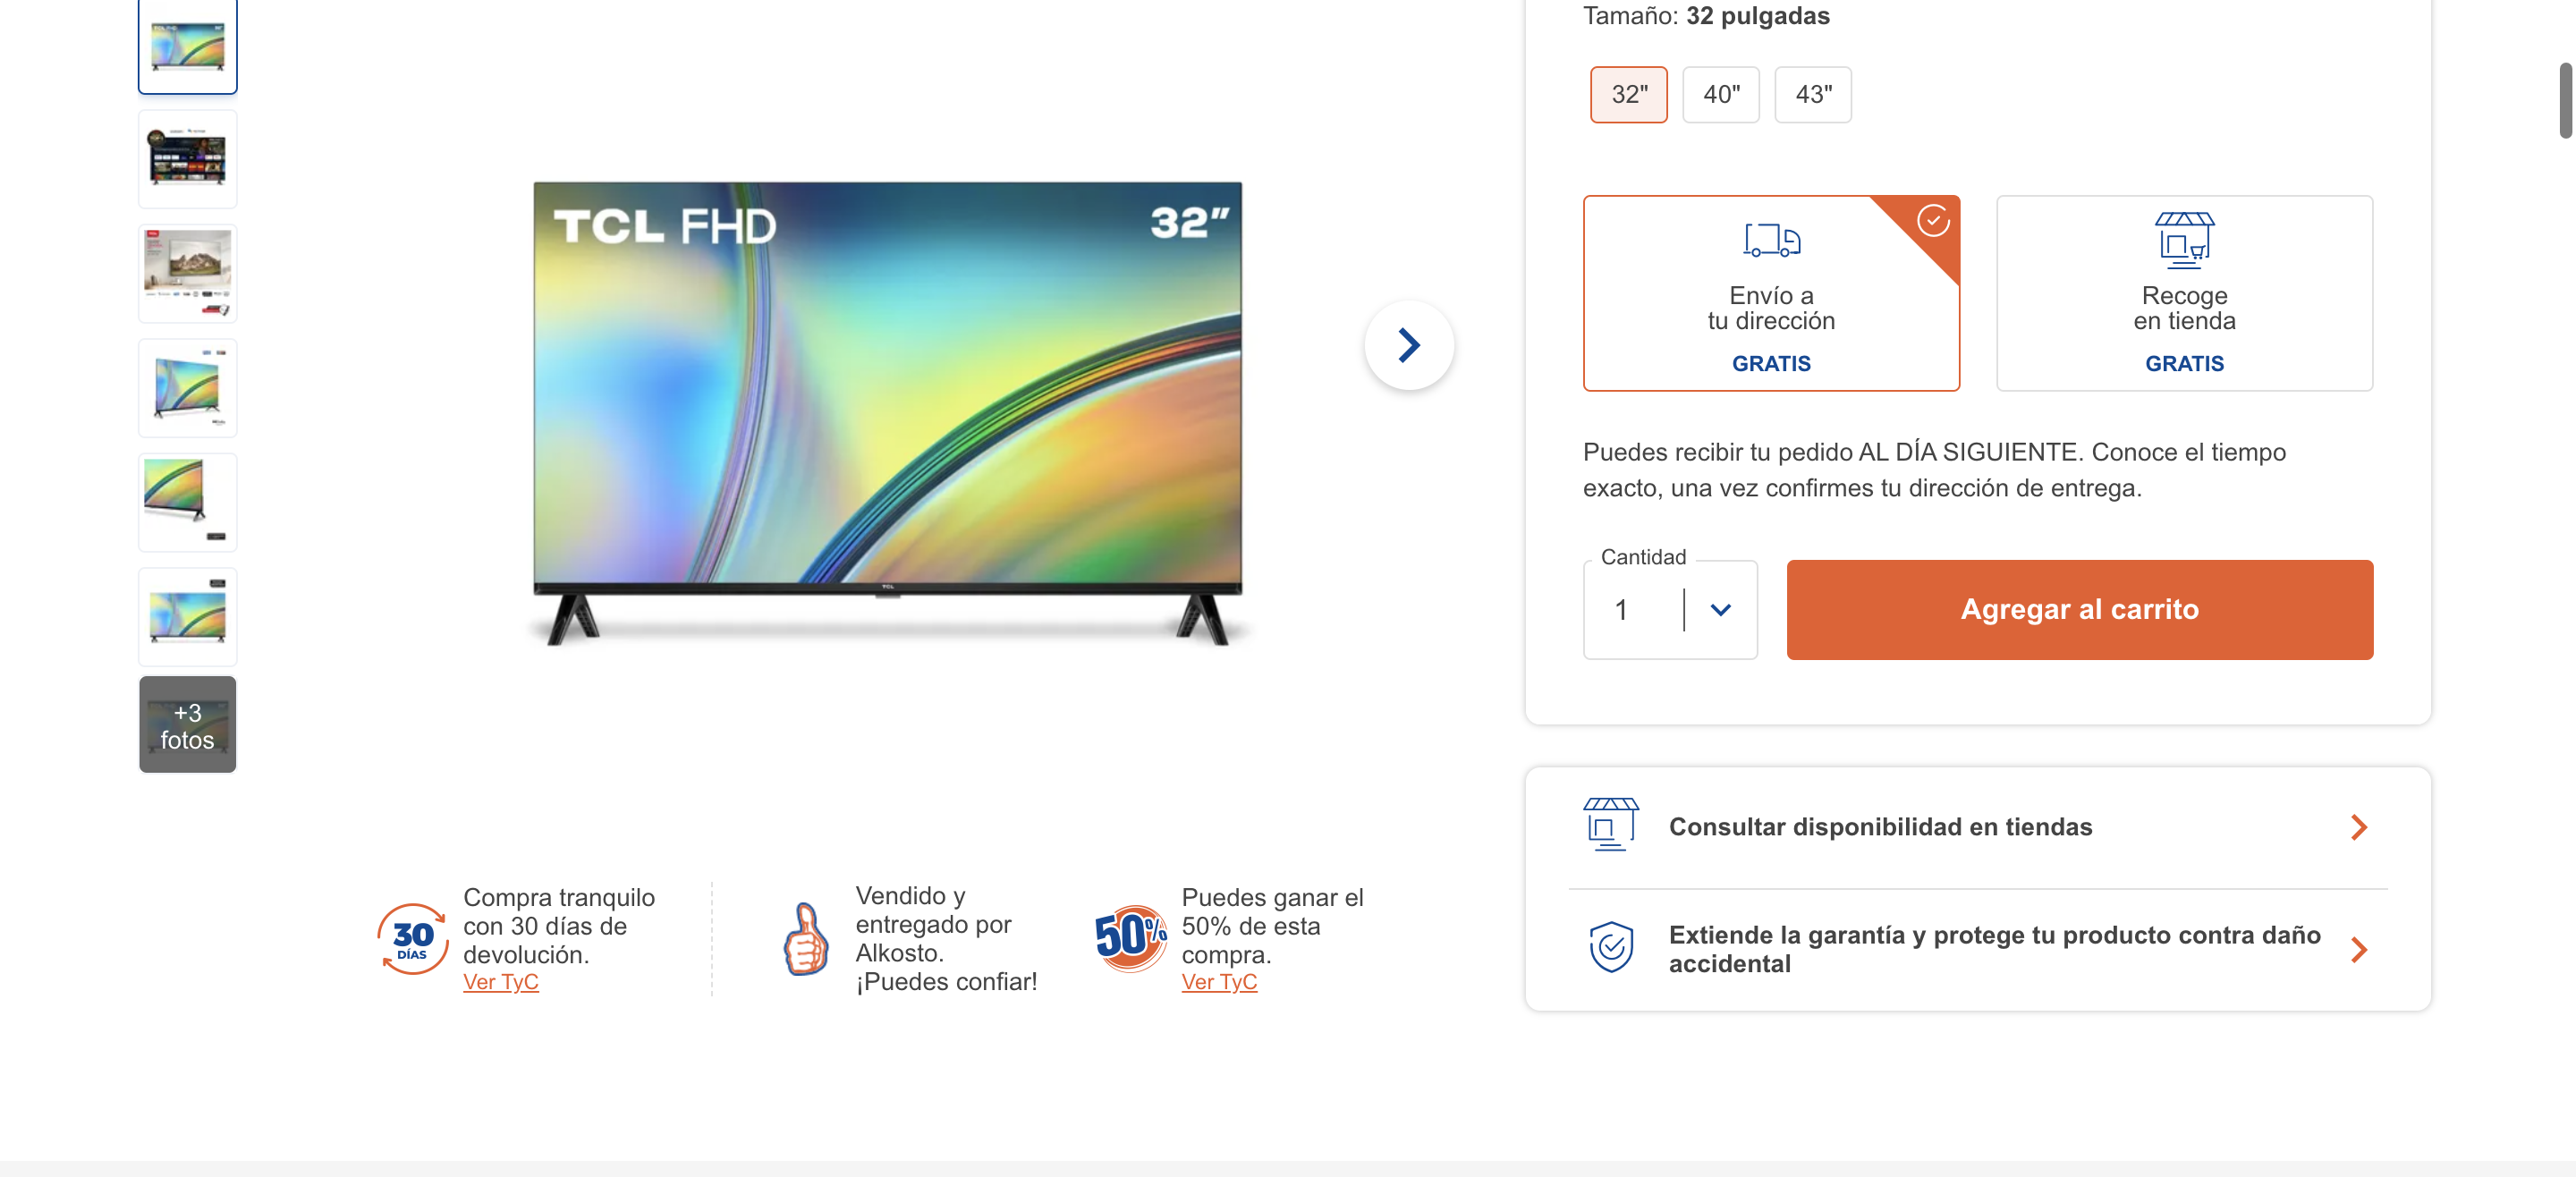 Tamaño: 32 pulgadas
32" 40" 43"
TCL FHD 32"
TCL
Envío a
tu dirección
GRATIS
Recoge
en tienda
GRATIS
Puedes recibir tu pedido AL DÍA SIGUIENTE. Conoce el tiempo
exacto, una vez confirmes tu dirección de entrega.
Cantidad
1
Agregar al carrito
+3
fotos
Consultar disponibilidad en tiendas
Extiende la garantía y protege tu producto contra daño
accidental
30
DÍAS
Compra tranquilo
con 30 días de
devolución.
Ver TyC
Vendido y
entregado por
Alkosto.
¡Puedes confiar!
50%
Puedes ganar el
50% de esta
compra.
Ver TyC